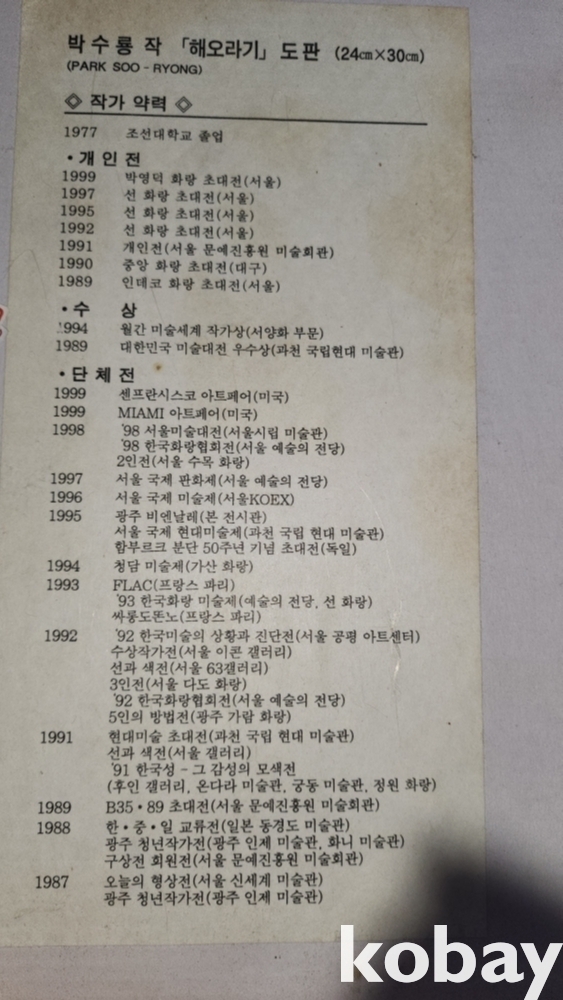 박수룡 작 「해오라기」 도판 (24㎝×30㎝)
(PARK SOO - RYONG)
◇ 작가 약력 ◇
1977 조선대학교 졸업
• 개인전
1999 박영덕 화랑 초대전(서울)
1997 선 화랑 초대전(서울)
1995 선 화랑 초대전(서울)
1992 선 화랑 초대전(서울)
1991 개인전(서울 문예진흥원 미술회관)
1990 중앙 화랑 초대전(대구)
1989 인데코 화랑 초대전(서울)
• 수 상
1994 월간 미술세계 작가상(서양화 부문)
1989 대한민국 미술대전 우수상(과천 국립현대 미술관)
• 단체전
1999 센프란시스코 아트페어(미국)
1999 MIAMI 아트페어(미국)
1998 '98 서울미술대전(서울시립 미술관)
'98 한국화랑협회전(서울 예술의 전당)
2인전(서울 수목 화랑)
1997 서울 국제 판화제(서울 예술의 전당)
1996 서울 국제 미술제(서울KOEX)
1995 광주 비엔날레(본 전시관)
서울 국제 현대미술제(과천 국립 현대 미술관)
함부르크 분단 50주년 기념 초대전(독일)
1994 청담 미술제(가산 화랑)
1993 FLAC(프랑스 파리)
'93 한국화랑 미술제(예술의 전당, 선 화랑)
싸롱도똔노(프랑스 파리)
1992 '92 한국미술의 상황과 진단전(서울 공평 아트센터)
수상작가전(서울 이콘 갤러리)
선과 색전(서울 63갤러리)
3인전(서울 다도 화랑)
'92 한국화랑협회전(서울 예술의 전당)
5인의 방법전(광주 가람 화랑)
1991 현대미술 초대전(과천 국립 현대 미술관)
선과 색전(서울 갤러리)
'91 한국성 - 그 감성의 모색전
(후인 갤러리, 온다라 미술관, 궁동 미술관, 정원 화랑)
1989 B35 • 89 초대전(서울 문예진흥원 미술회관)
1988 한 • 중 • 일 교류전(일본 동경도 미술관)
광주 청년작가전(광주 인제 미술관, 화니 미술관)
구상전 회원전(서울 문예진흥원 미술회관)
1987 오늘의 형상전(서울 신세계 미술관)
광주 청년작가전(광주 인제 미술관)
kobay